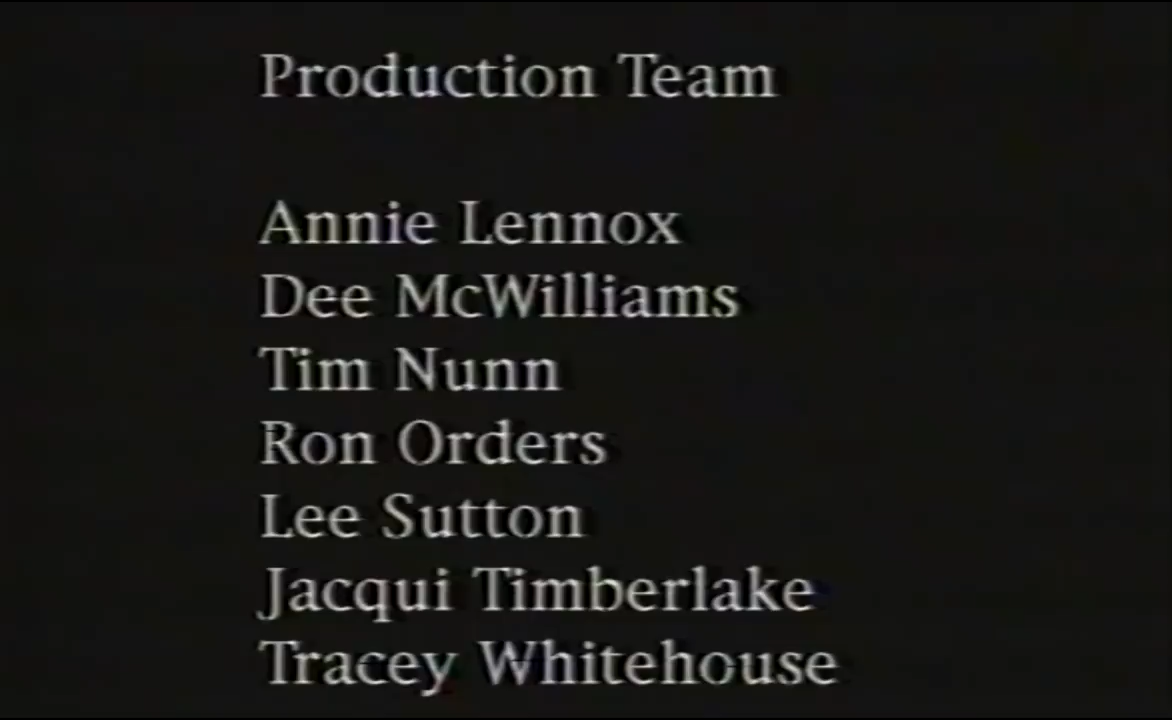 Production Team
Annie Lennox
Dee McWilliams
Tim Nunn
Ron Orders
Lee Sutton
Jacqui Timberlake
Tracey Whitehouse